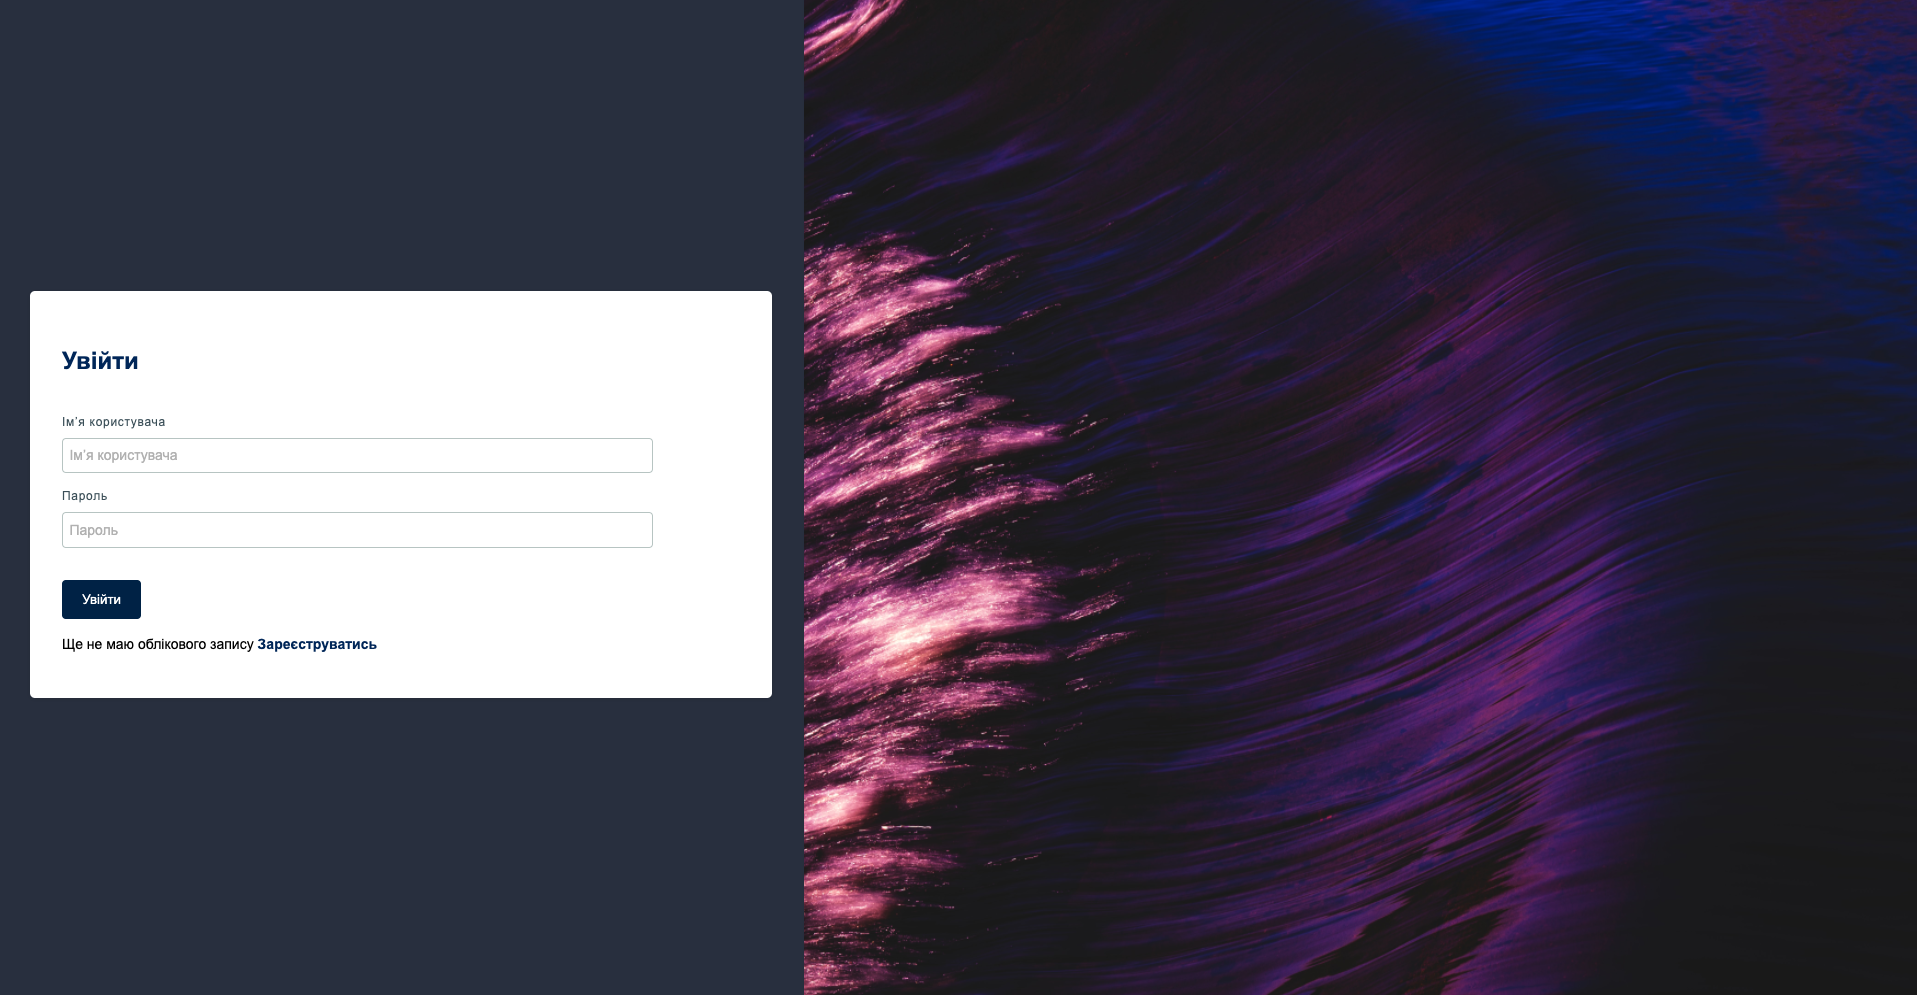 Увійти
Ім'я користувача
Ім'я користувача
Пароль
Пароль
Увійти
Ще не маю облікового запису Зареєструватись